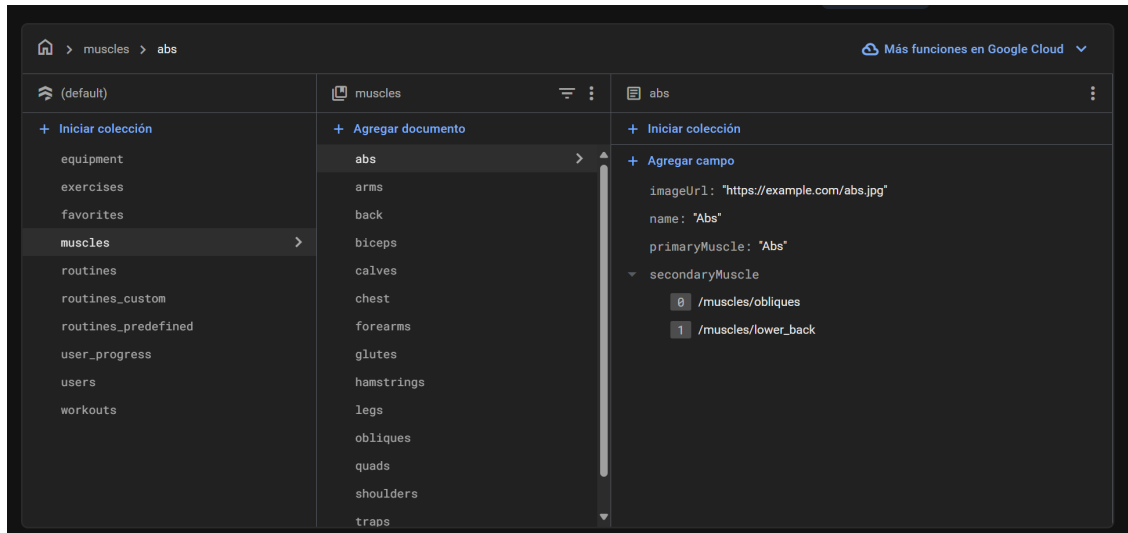 muscles > abs
Más funciones en Google Cloud
(default)
+ Iniciar colección
equipment
exercises
favorites
muscles
routines
routines_custom
routines_predefined
user_progress
users
workouts
muscles
+ Agregar documento
abs
arms
back
biceps
calves
chest
forearms
glutes
hamstrings
legs
obliques
quads
shoulders
traps
abs
+ Iniciar colección
+ Agregar campo
imageUrl: "https://example.com/abs.jpg"
name: "Abs"
primaryMuscle: "Abs"
secondaryMuscle
0 /muscles/obliques
1 /muscles/lower_back